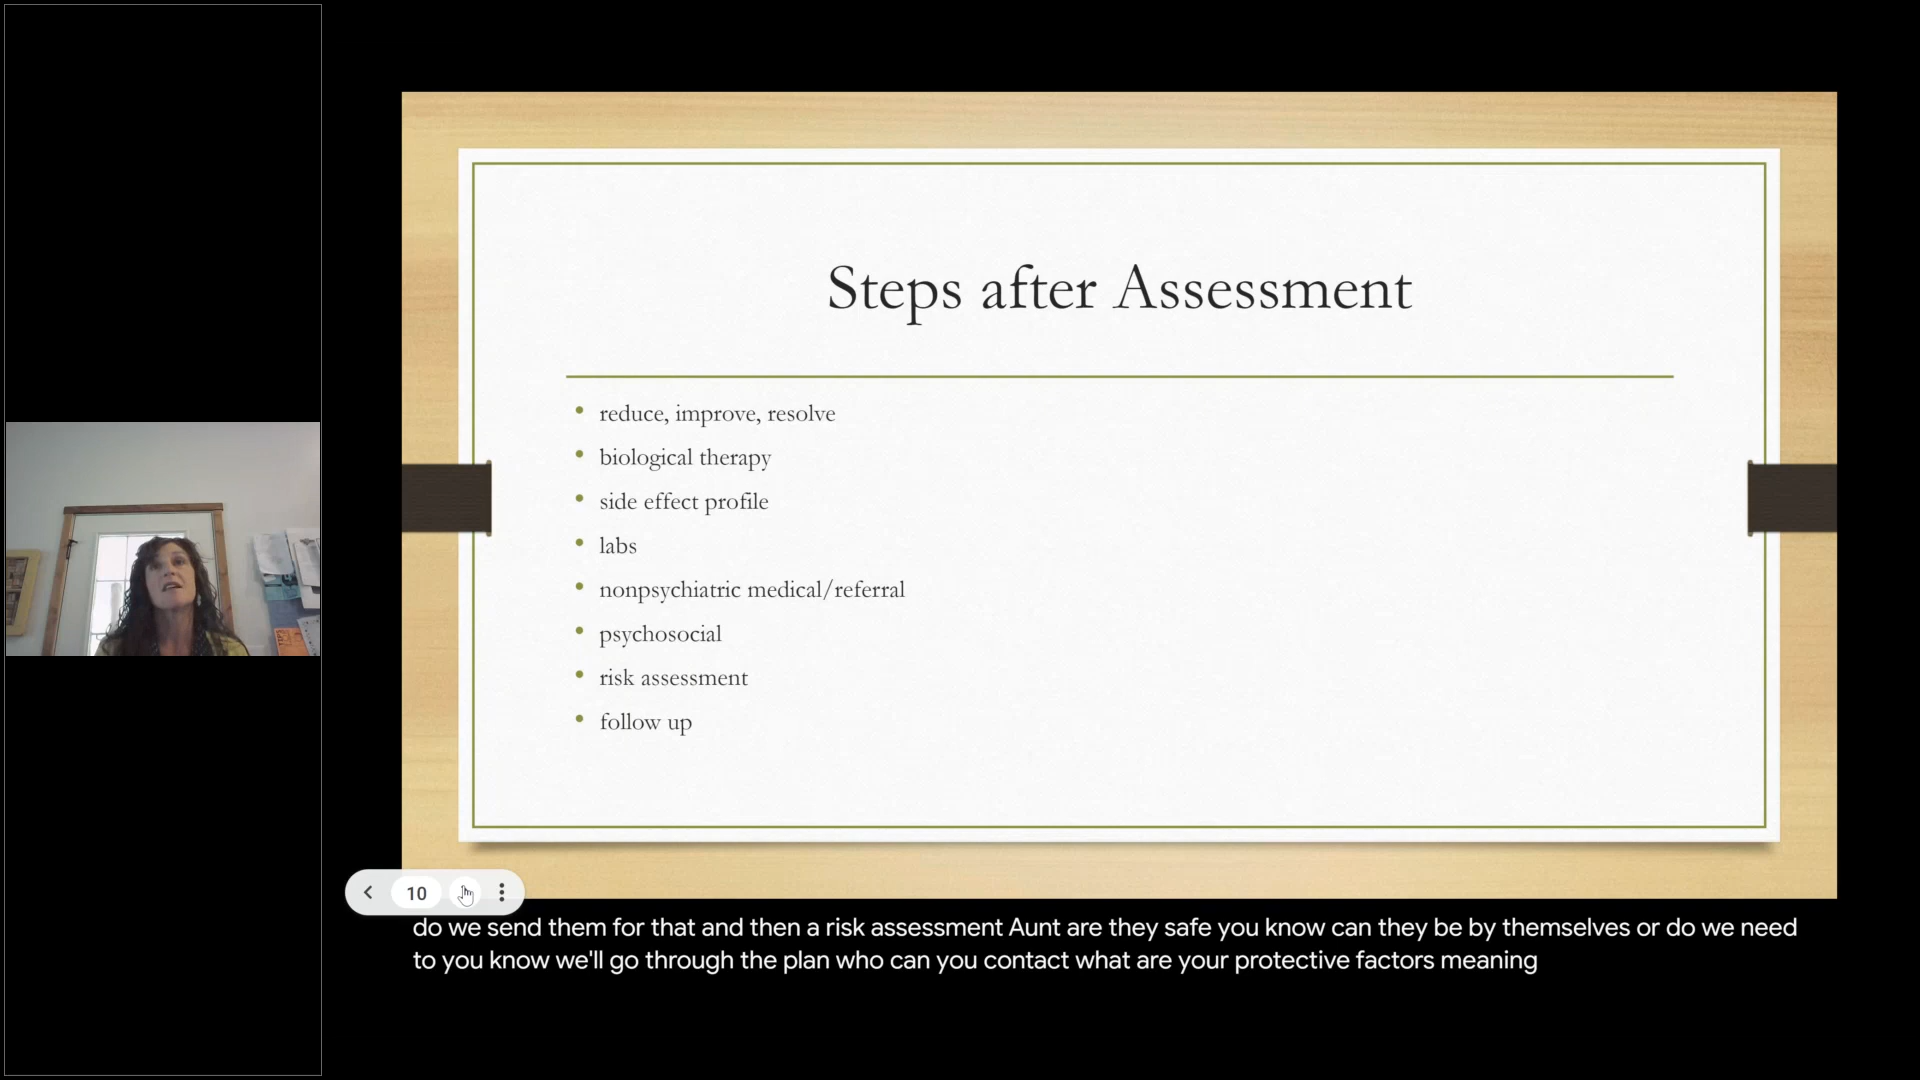 Steps after Assessment
• reduce, improve, resolve
• biological therapy
• side effect profile
• labs
• nonpsychiatric medical/referral
• psychosocial
• risk assessment
• follow up
10
do we send them for that and then a risk assessment Aunt are they safe you know can they be by themselves or do we need
to you know we'll go through the plan who can you contact what are your protective factors meaning